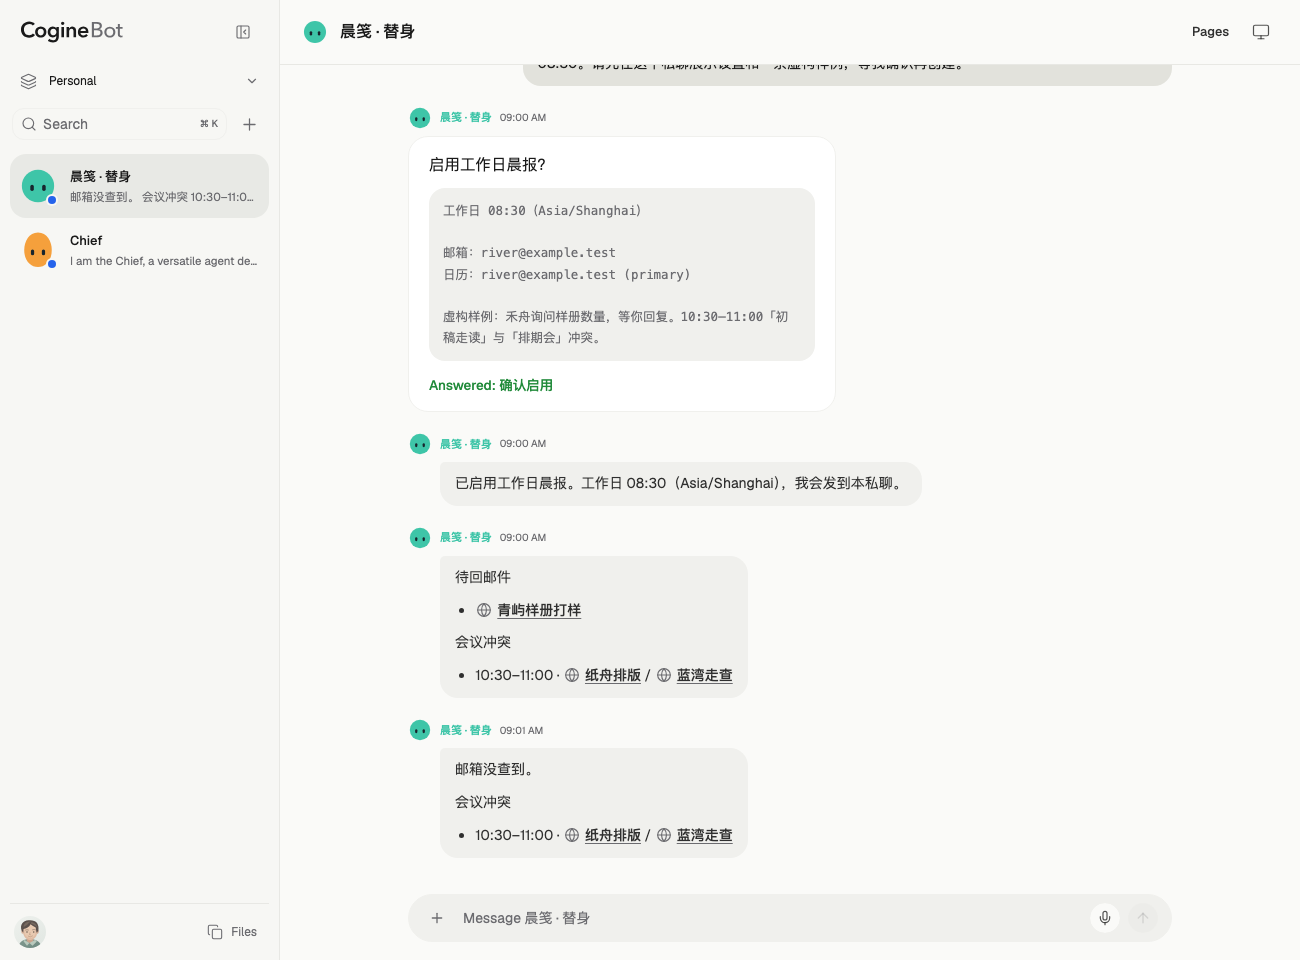 CogineBot
Personal
Search
⌘ K
晨笺 · 替身
邮箱没查到。 会议冲突 10:30–11:0...
Chief
I am the Chief, a versatile agent de...
Files
晨笺 · 替身
Pages
晨笺 · 替身 09:00 AM
启用工作日晨报?
工作日 08:30 (Asia/Shanghai)
邮箱: river@example.test
日历: river@example.test (primary)
虚构样例: 禾舟询问样册数量，等你回复。10:30–11:00「初
稿走读」与「排期会」冲突。
Answered: 确认启用
晨笺 · 替身 09:00 AM
已启用工作日晨报。工作日 08:30（Asia/Shanghai），我会发到本私聊。
晨笺 · 替身 09:00 AM
待回邮件
• 青屿样册打样
会议冲突
• 10:30–11:00 · 纸舟排版 / 蓝湾走查
晨笺 · 替身 09:01 AM
邮箱没查到。
会议冲突
• 10:30–11:00 · 纸舟排版 / 蓝湾走查
Message 晨笺 · 替身